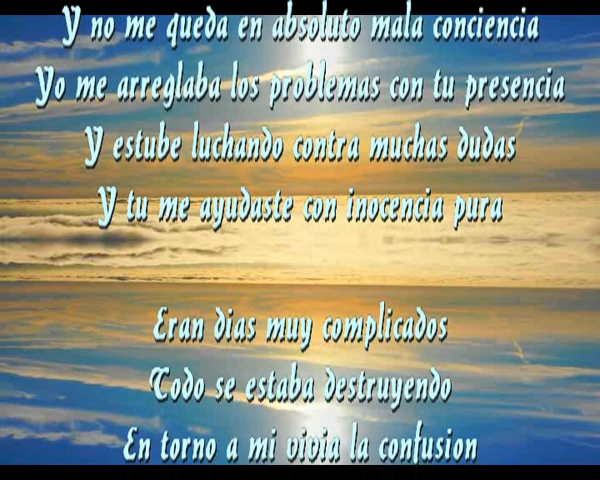 Y no me queda en absoluto mala conciencia
Yo me arreglaba los problemas con tu presencia
Y estube luchando contra muchas dudas
Y tu me ayudaste con inocencia pura
Eran dias muy complicados
Todo se estaba destruyendo
En torno a mi vivia la confusion